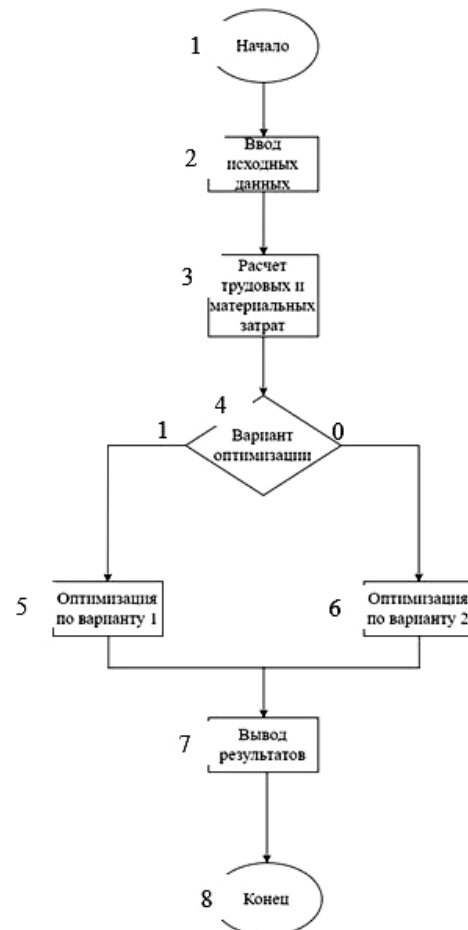 1
Начало
2
Ввод
исходных
данных
3
Расчет
трудовых и
материальных
затрат
4
1
0
Вариант
оптимизации
5
Оптимизация
по варианту 1
6
Оптимизация
по варианту 2
7
Вывод
результатов
8
Конец